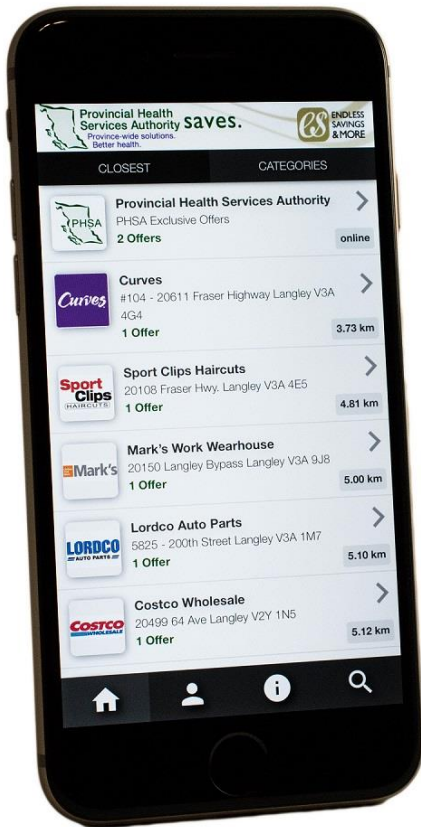 Provincial Health
Services Authority saves.
Province-wide solutions.
Better health.
ES ENDLESS
SAVINGS
& MORE
CLOSEST CATEGORIES
PHSA
Provincial Health Services Authority
PHSA Exclusive Offers
2 Offers
online
Curves
Curves
#104 - 20611 Fraser Highway Langley V3A
4G4
1 Offer
3.73 km
Sport
Clips
HAIRCUTS
Sport Clips Haircuts
20108 Fraser Hwy. Langley V3A 4E5
1 Offer
4.81 km
Mark's
Mark's Work Wearhouse
20150 Langley Bypass Langley V3A 9J8
1 Offer
5.00 km
LORDCO
AUTO PARTS
Lordco Auto Parts
5825 - 200th Street Langley V3A 1M7
1 Offer
5.10 km
COSTCO
WHOLESALE
Costco Wholesale
20499 64 Ave Langley V2Y 1N5
1 Offer
5.12 km